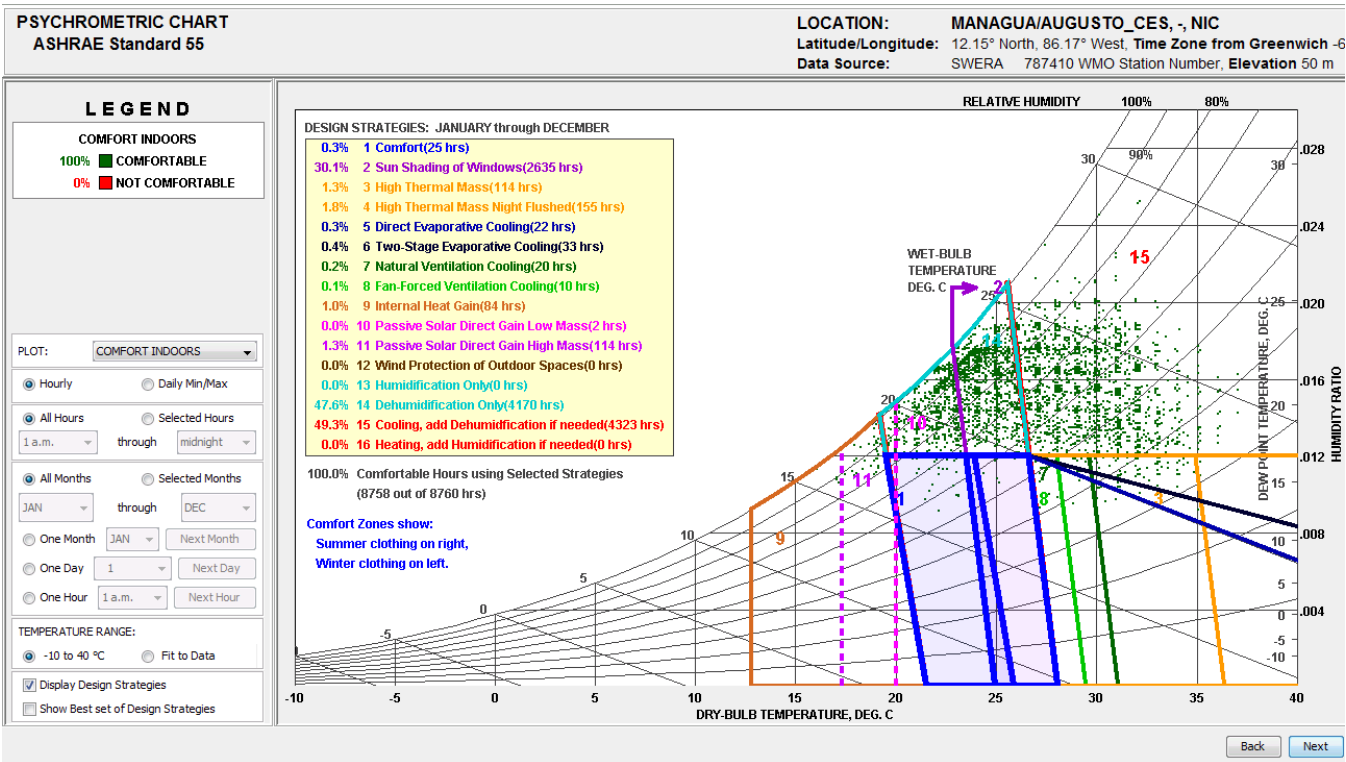 PSYCHROMETRIC CHART
ASHRAE Standard 55
LOCATION: MANAGUA/AUGUSTO_CES, -, NIC
Latitude/Longitude: 12.15° North, 86.17° West, Time Zone from Greenwich -6
Data Source: SWERA 787410 WMO Station Number, Elevation 50 m
LEGEND
COMFORT INDOORS
100% COMFORTABLE
0% NOT COMFORTABLE
PLOT: COMFORT INDOORS
Hourly Daily Min/Max
All Hours Selected Hours
1 a.m. through midnight
All Months Selected Months
JAN through DEC
One Month JAN Next Month
One Day 1 Next Day
One Hour 1 a.m. Next Hour
TEMPERATURE RANGE:
-10 to 40 °C Fit to Data
Display Design Strategies
Show Best set of Design Strategies
RELATIVE HUMIDITY 100% 80%
90%
DESIGN STRATEGIES: JANUARY through DECEMBER
0.3% 1 Comfort(25 hrs)
30.1% 2 Sun Shading of Windows(2635 hrs)
1.3% 3 High Thermal Mass(114 hrs)
1.8% 4 High Thermal Mass Night Flushed(155 hrs)
0.3% 5 Direct Evaporative Cooling(22 hrs)
0.4% 6 Two-Stage Evaporative Cooling(33 hrs)
0.2% 7 Natural Ventilation Cooling(20 hrs)
0.1% 8 Fan-Forced Ventilation Cooling(10 hrs)
1.0% 9 Internal Heat Gain(84 hrs)
0.0% 10 Passive Solar Direct Gain Low Mass(2 hrs)
1.3% 11 Passive Solar Direct Gain High Mass(114 hrs)
0.0% 12 Wind Protection of Outdoor Spaces(0 hrs)
0.0% 13 Humidification Only(0 hrs)
47.6% 14 Dehumidification Only(4170 hrs)
49.3% 15 Cooling, add Dehumidification if needed(4323 hrs)
0.0% 16 Heating, add Humidification if needed(0 hrs)
100.0% Comfortable Hours using Selected Strategies
(8758 out of 8760 hrs)
Comfort Zones show:
Summer clothing on right,
Winter clothing on left.
WET-BULB
TEMPERATURE
DEG. C
-5
0
5
10
15
20
25
30
1
2
3
7
8
9
10
11
14
15
30
25
20
15
10
5
0
-5
-10
DEW POINT TEMPERATURE, DEG. C
.028
.024
.020
.016
.012
.008
.004
HUMIDITY RATIO
-10 -5 0 5 10 15 20 25 30 35 40
DRY-BULB TEMPERATURE, DEG. C
Back Next